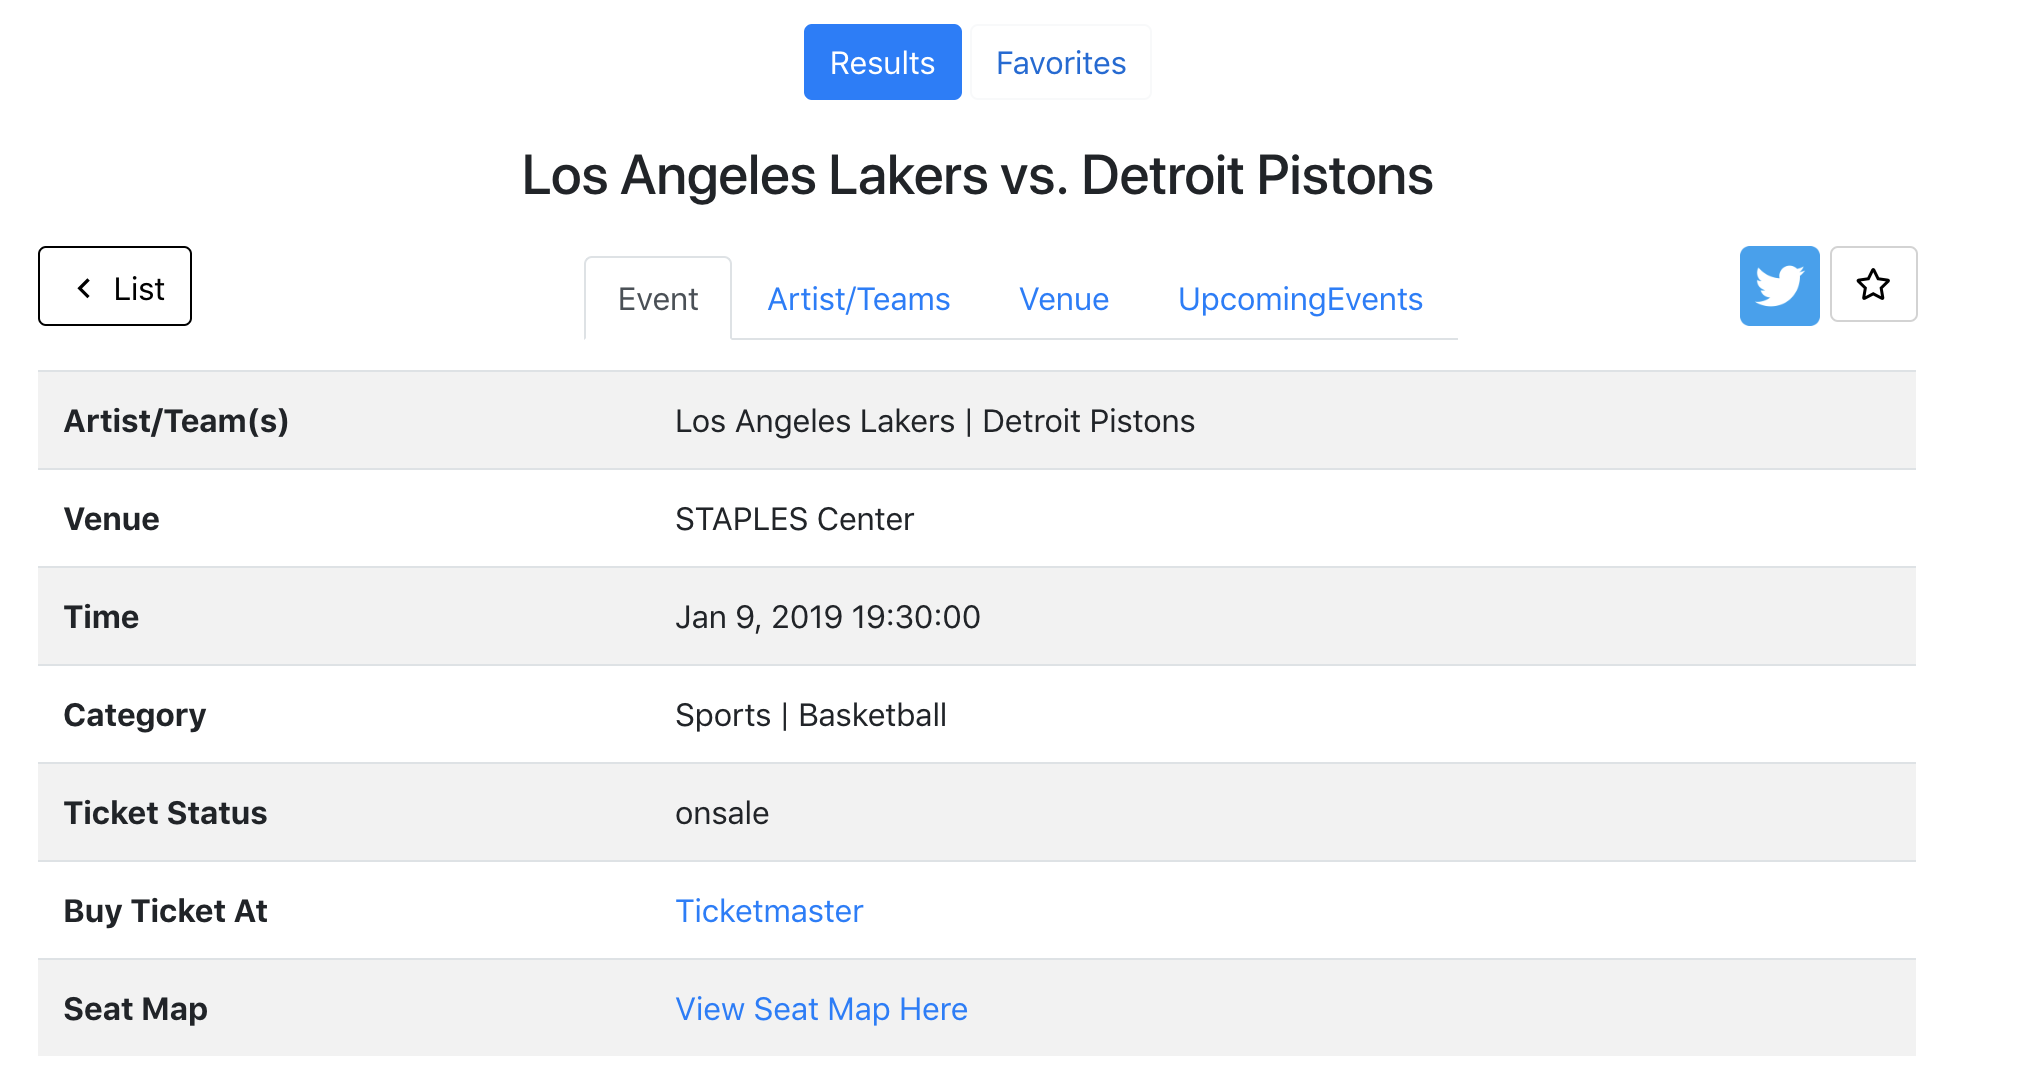 Results Favorites
Los Angeles Lakers vs. Detroit Pistons
List Event Artist/Teams Venue UpcomingEvents
Artist/Team(s) Los Angeles Lakers | Detroit Pistons
Venue STAPLES Center
Time Jan 9, 2019 19:30:00
Category Sports | Basketball
Ticket Status onsale
Buy Ticket At Ticketmaster
Seat Map View Seat Map Here